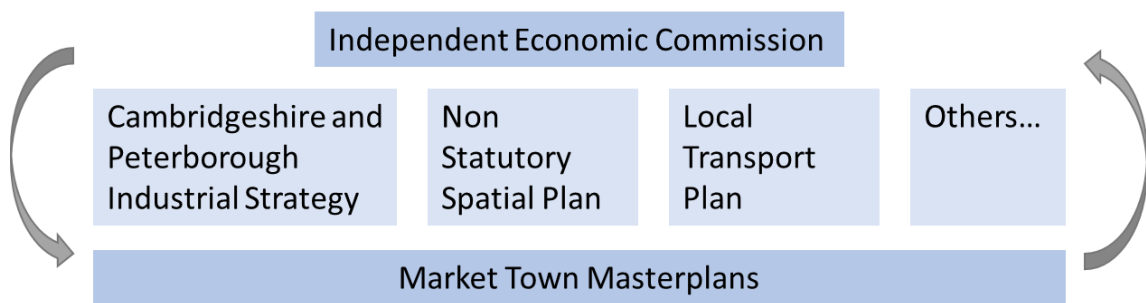 Independent Economic Commission
Cambridgeshire and
Peterborough
Industrial Strategy
Non
Statutory
Spatial Plan
Local
Transport
Plan
Others…
Market Town Masterplans